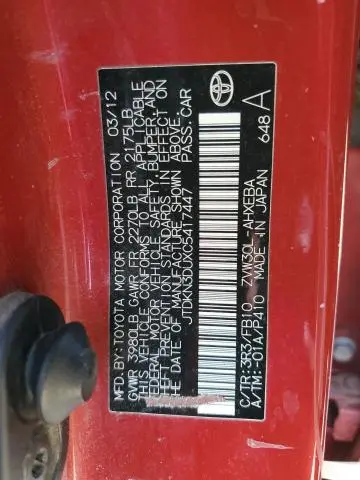 MFD. BY: TOYOTA MOTOR CORPORATION 03/12
GVWR 3980LB GAWR FR 2270LB RR 2175LB
THIS VEHICLE CONFORMS TO ALL APPLICABLE
FEDERAL MOTOR VEHICLE SAFETY, BUMPER, AND
THEFT PREVENTION STANDARDS IN EFFECT ON
THE DATE OF MANUFACTURE SHOWN ABOVE.
JTDKN3DUXC5417447 PASS.CAR
C/TR:3R3/FB10 ZVW30L-AHXEBA
A/TM:-01A/P410 MADE IN JAPAN 648 A